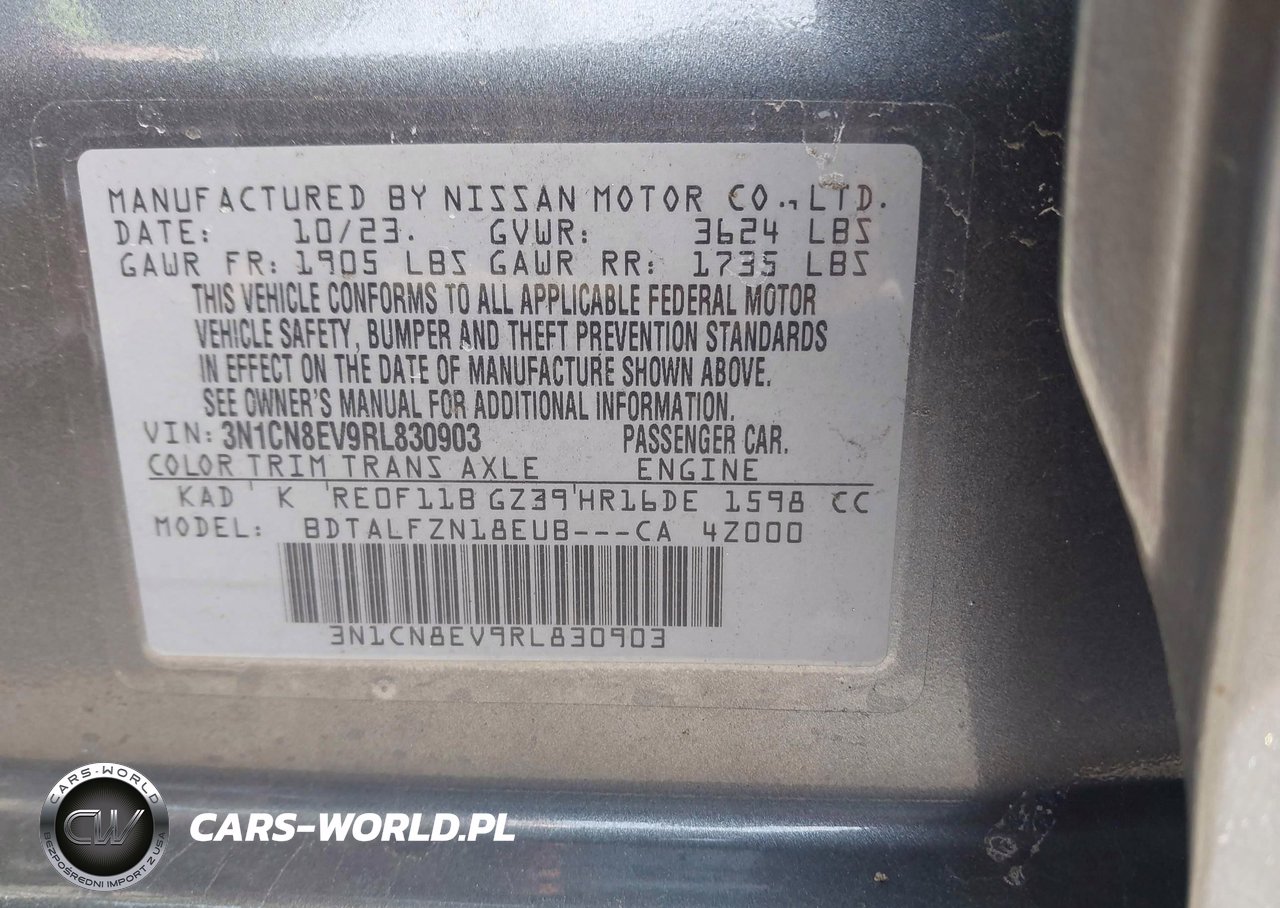 MANUFACTURED BY NISSAN MOTOR CO., LTD.
DATE: 10/23. GVWR: 3624 LBS
GAWR FR: 1905 LBS GAWR RR: 1735 LBS
THIS VEHICLE CONFORMS TO ALL APPLICABLE FEDERAL MOTOR
VEHICLE SAFETY, BUMPER AND THEFT PREVENTION STANDARDS
IN EFFECT ON THE DATE OF MANUFACTURE SHOWN ABOVE.
SEE OWNER'S MANUAL FOR ADDITIONAL INFORMATION.
VIN: 3N1CN8EV9RL830903 PASSENGER CAR.
COLOR TRIM TRANS AXLE ENGINE
KAD ' K ' RE0F11B GZ39 ' HR16DE 1598 CC
MODEL: BDTALFZN18EUB---CA 4Z000
3N1CN8EV9RL830903
CARS-WORLD
CW
BEZPOŚREDNI IMPORT Z USA
CARS-WORLD.PL